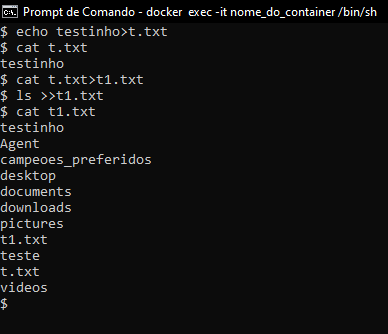 Prompt de Comando - docker exec -it nome_do_container /bin/sh
$ echo testinho>t.txt
$ cat t.txt
testinho
$ cat t.txt>t1.txt
$ ls >>t1.txt
$ cat t1.txt
testinho
Agent
campeoes_preferidos
desktop
documents
downloads
pictures
t1.txt
teste
t.txt
videos
$